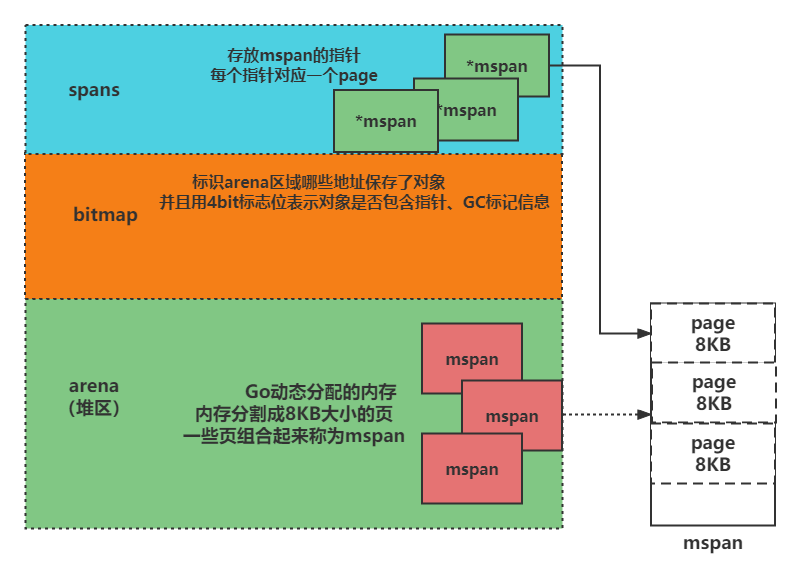 存放mspan的指针
每个指针对应一个page
spans
*mspan
*mspan
*mspan
标识arena区域哪些地址保存了对象
并且用4bit标志位表示对象是否包含指针、GC标记信息
bitmap
arena
（堆区）
Go动态分配的内存
内存分割成8KB大小的页
一些页组合起来称为mspan
mspan
mspan
mspan
page
8KB
page
8KB
page
8KB
mspan